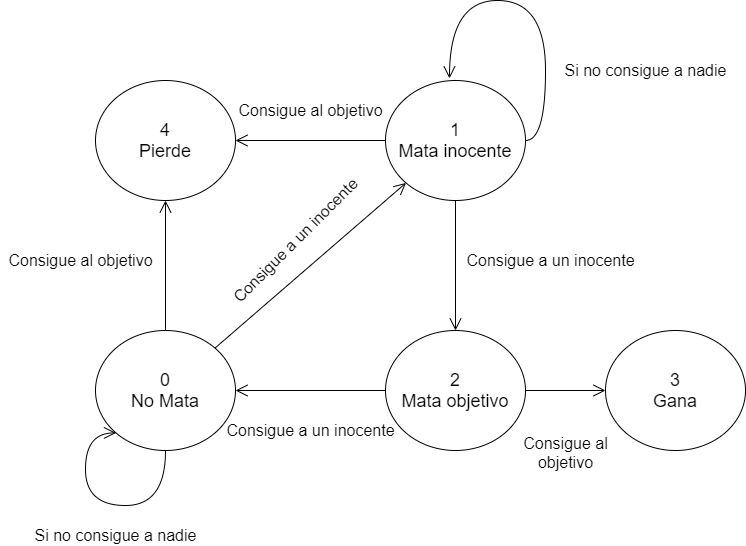 Si no consigue a nadie
Consigue al objetivo
4
Pierde
1
Mata inocente
Consigue a un inocente
Consigue al objetivo
Consigue a un inocente
0
No Mata
2
Mata objetivo
3
Gana
Consigue a un inocente
Consigue al
objetivo
Si no consigue a nadie